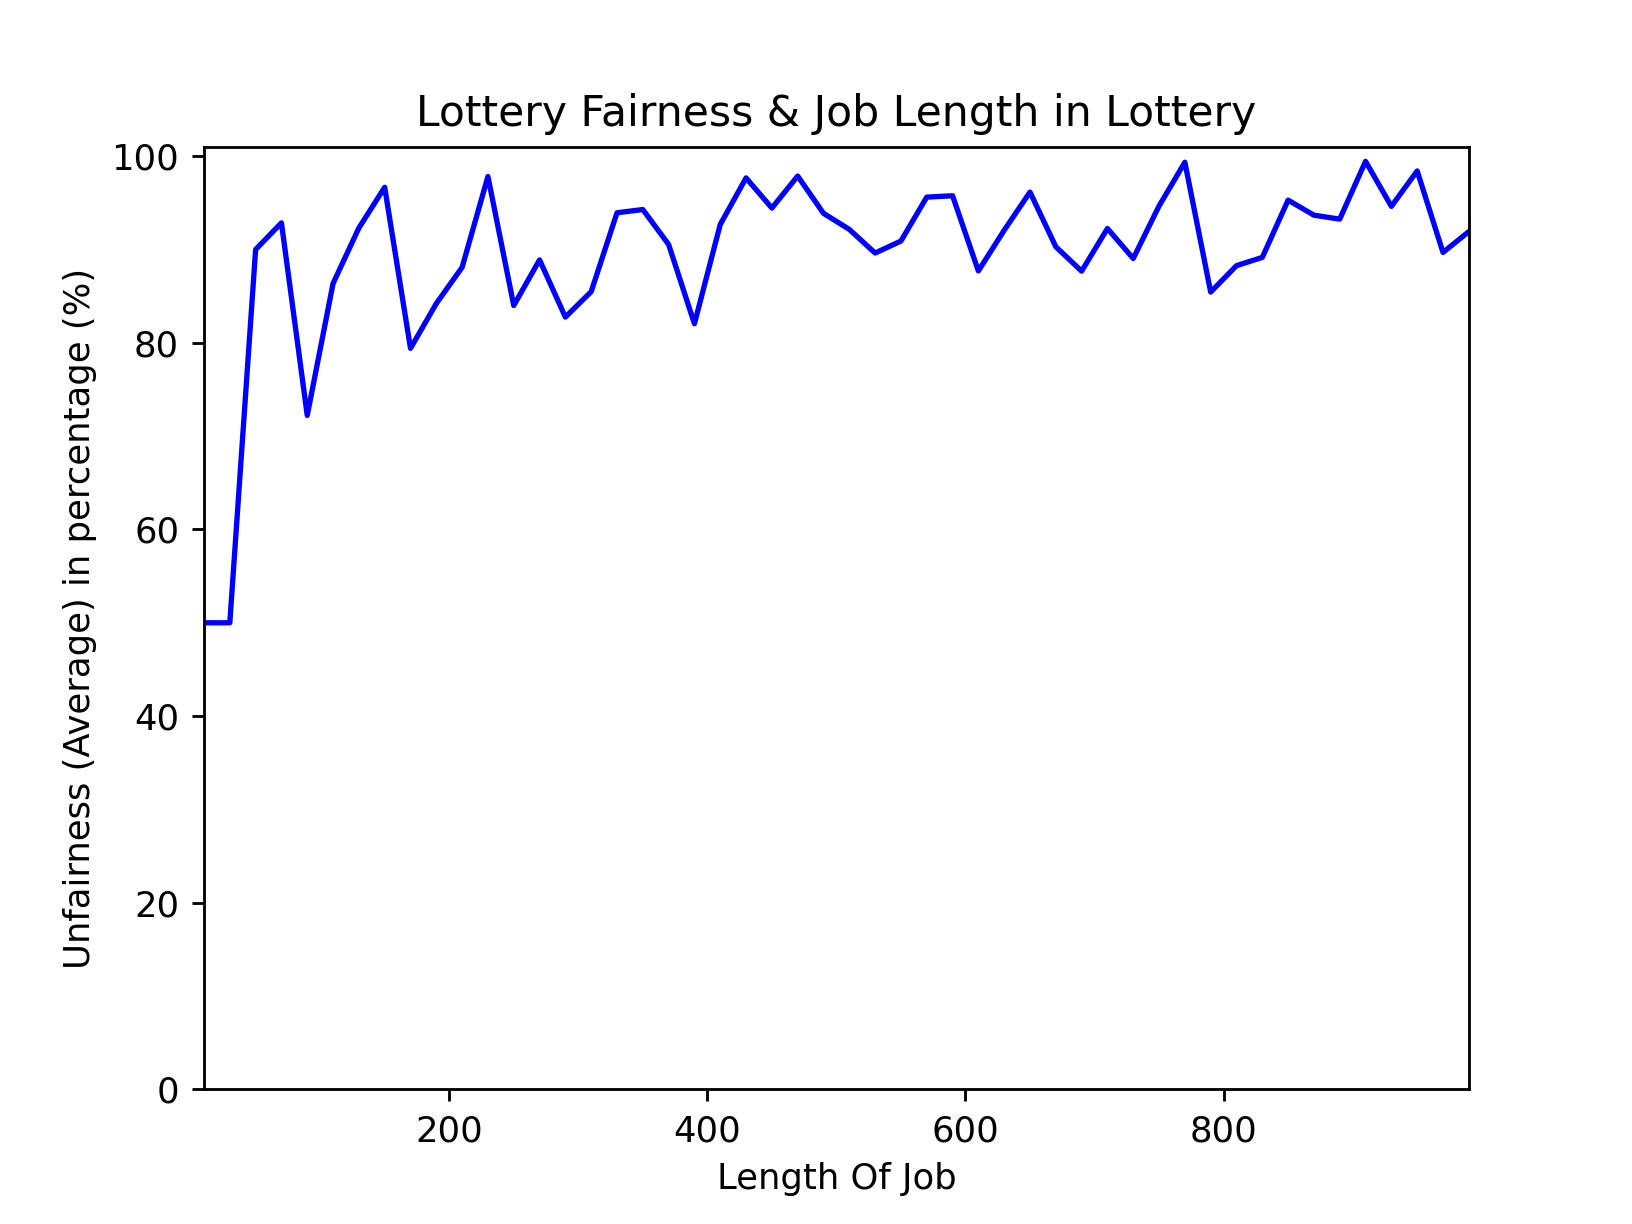 Lottery Fairness & Job Length in Lottery
100
80
60
40
20
0
Unfairness (Average) in percentage (%)
200 400 600 800
Length Of Job